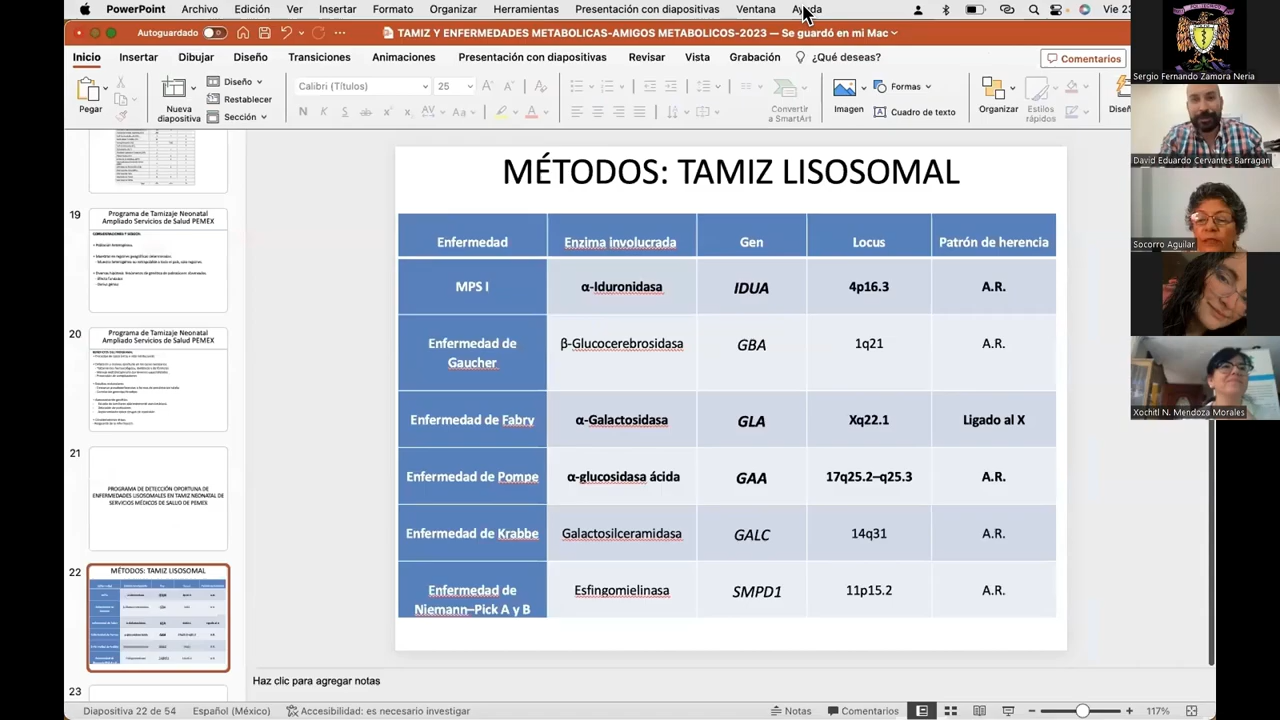 PowerPoint Archivo Edición Ver Insertar Formato Organizar Herramientas Presentación con diapositivas Ventana Ayuda Vie 23
Autoguardado TAMIZ Y ENFERMEDADES METABOLICAS-AMIGOS METABOLICOS-2023 — Se guardó en mi Mac
Inicio Insertar Dibujar Diseño Transiciones Animaciones Presentación con diapositivas Revisar Vista Grabación ¿Qué deseas? Comentarios
Pegar
Nueva
diapositiva
Diseño
Restablecer
Sección
Calibri (Títulos) 25
Convertir
a SmartArt
Imagen
Formas
Cuadro de texto
Organizar
Estilos
rápidos
Sergio Fernando Zamora Neria
David Eduardo Cervantes Barragan
Socorro Aguilar
Xochitl N. Mendoza Morales
19
Programa de Tamizaje Neonatal
Ampliado Servicios de Salud PEMEX
20
Programa de Tamizaje Neonatal
Ampliado Servicios de Salud PEMEX
21
PROGRAMA DE DETECCIÓN OPORTUNA DE
ENFERMEDADES LISOSOMALES EN TAMIZ NEONATAL DE
SERVICIOS MÉDICOS DE SALUD DE PEMEX
22
MÉTODOS: TAMIZ LISOSOMAL
23
MÉTODOS: TAMIZ LISOSOMAL
Enfermedad Enzima involucrada Gen Locus Patrón de herencia
MPS I α-Iduronidasa IDUA 4p16.3 A.R.
Enfermedad de
Gaucher β-Glucocerebrosidasa GBA 1q21 A.R.
Enfermedad de Fabry α-Galactosidasa GLA Xq22.1 Ligado al X
Enfermedad de Pompe α-glucosidasa ácida GAA 17q25.2–q25.3 A.R.
Enfermedad de Krabbe Galactosilceramidasa GALC 14q31 A.R.
Enfermedad de
Niemann–Pick A y B Esfingomielinasa SMPD1 11p15.2 A.R.
Haz clic para agregar notas
Diapositiva 22 de 54 Español (México) Accesibilidad: es necesario investigar Notas Comentarios 117%